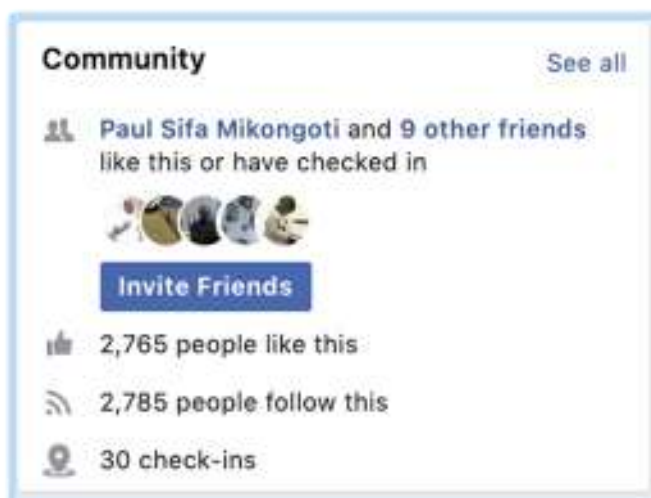 Community
See all
Paul Sifa Mikongoti and 9 other friends
like this or have checked in
Invite Friends
2,765 people like this
2,785 people follow this
30 check-ins